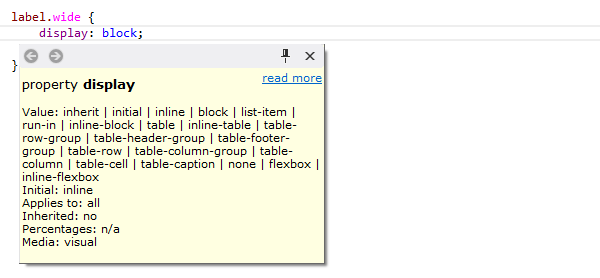 label.wide {
display: block;
}
read more
property display
Value: inherit | initial | inline | block | list-item |
run-in | inline-block | table | inline-table | table-
row-group | table-header-group | table-footer-
group | table-row | table-column-group | table-
column | table-cell | table-caption | none | flexbox |
inline-flexbox
Initial: inline
Applies to: all
Inherited: no
Percentages: n/a
Media: visual